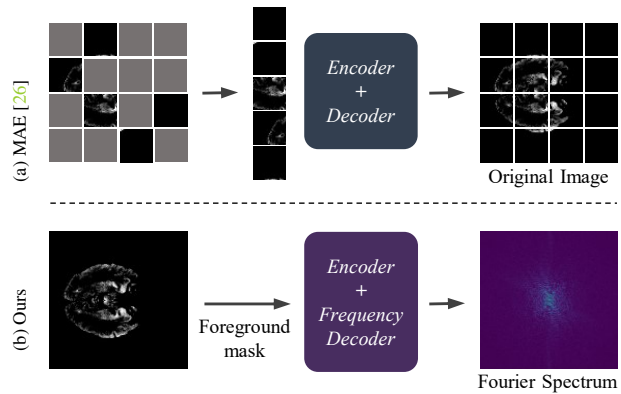 (a) MAE [26]
Encoder
+
Decoder
Original Image
(b) Ours
Foreground
mask
Encoder
+
Frequency
Decoder
Fourier Spectrum